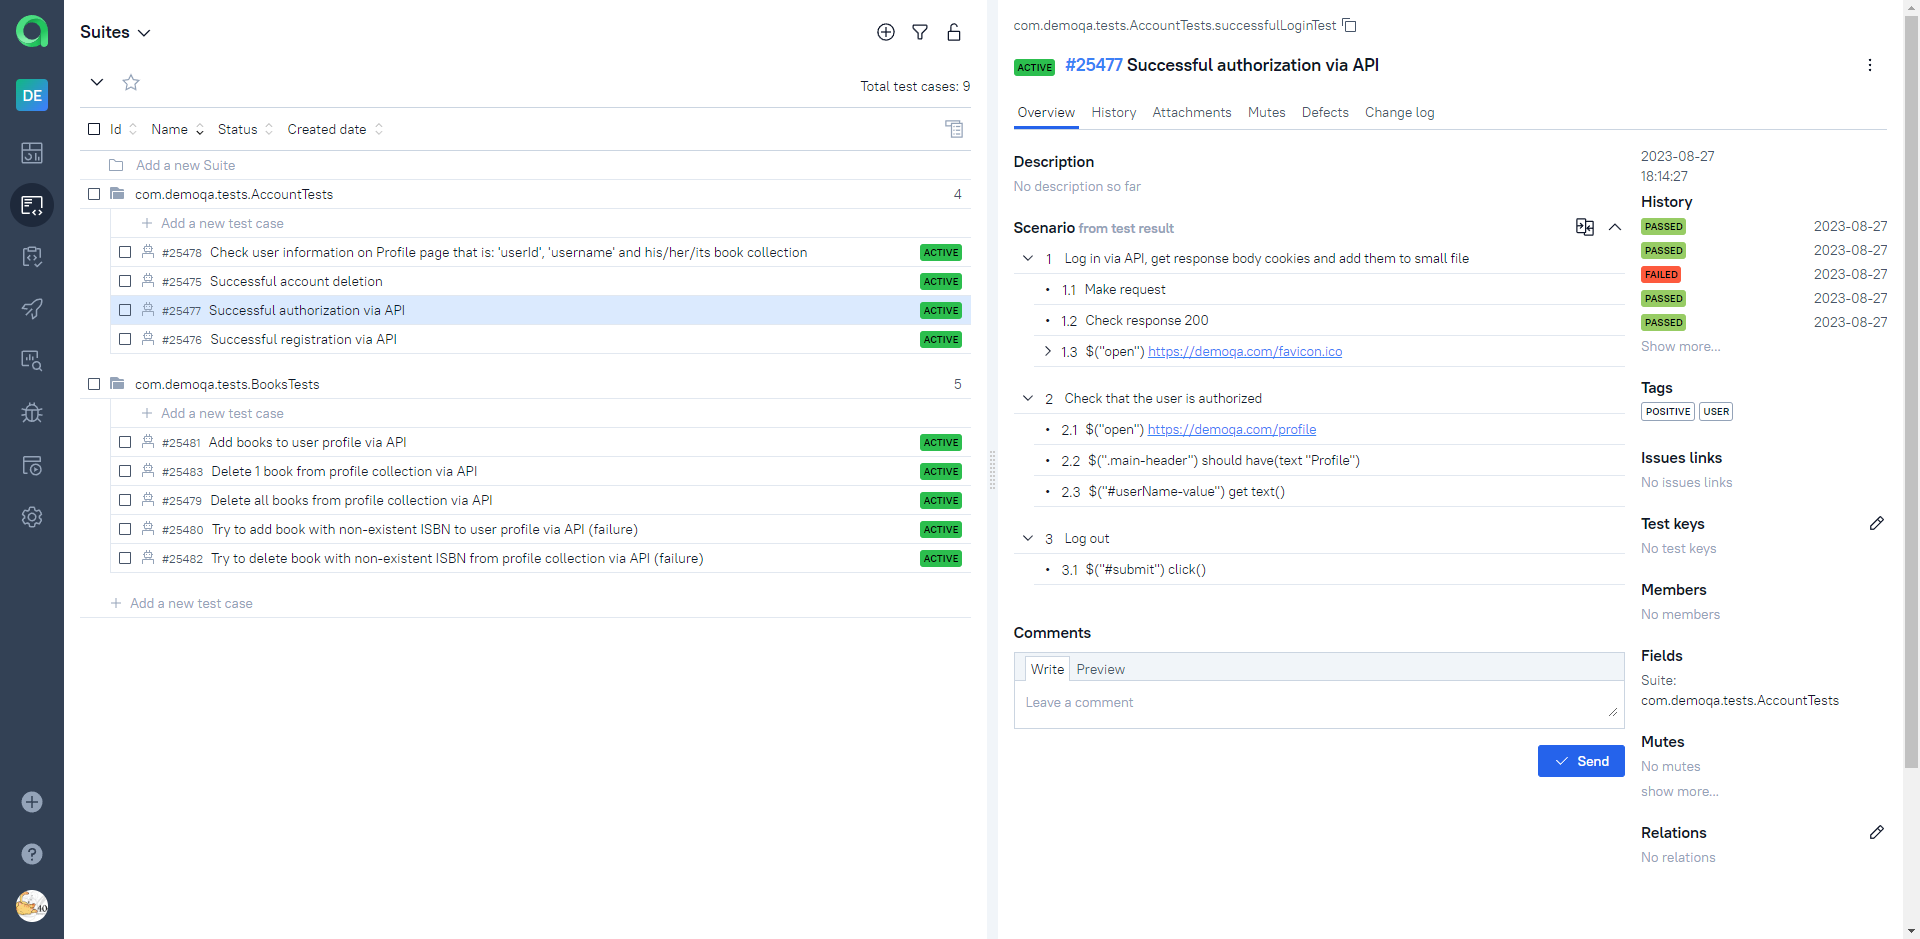 DE
Suites
Total test cases: 9
Id Name Status Created date
Add a new Suite
com.demoqa.tests.AccountTests 4
Add a new test case
#25478 Check user information on Profile page that is: 'userId', 'username' and his/her/its book collection ACTIVE
#25475 Successful account deletion ACTIVE
#25477 Successful authorization via API ACTIVE
#25476 Successful registration via API ACTIVE
com.demoqa.tests.BooksTests 5
Add a new test case
#25481 Add books to user profile via API ACTIVE
#25483 Delete 1 book from profile collection via API ACTIVE
#25479 Delete all books from profile collection via API ACTIVE
#25480 Try to add book with non-existent ISBN to user profile via API (failure) ACTIVE
#25482 Try to delete book with non-existent ISBN from profile collection via API (failure) ACTIVE
Add a new test case
com.demoqa.tests.AccountTests.successfulLoginTest
ACTIVE #25477 Successful authorization via API
Overview History Attachments Mutes Defects Change log
Description
No description so far
Scenario from test result
1 Log in via API, get response body cookies and add them to small file
1.1 Make request
1.2 Check response 200
1.3 $("open") https://demoqa.com/favicon.ico
2 Check that the user is authorized
2.1 $("open") https://demoqa.com/profile
2.2 $(".main-header") should have(text "Profile")
2.3 $("#userName-value") get text()
3 Log out
3.1 $("#submit") click()
Comments
Write Preview
Leave a comment
Send
2023-08-27
18:14:27
History
PASSED 2023-08-27
PASSED 2023-08-27
FAILED 2023-08-27
PASSED 2023-08-27
PASSED 2023-08-27
Show more...
Tags
POSITIVE USER
Issues links
No issues links
Test keys
No test keys
Members
No members
Fields
Suite:
com.demoqa.tests.AccountTests
Mutes
No mutes
show more...
Relations
No relations